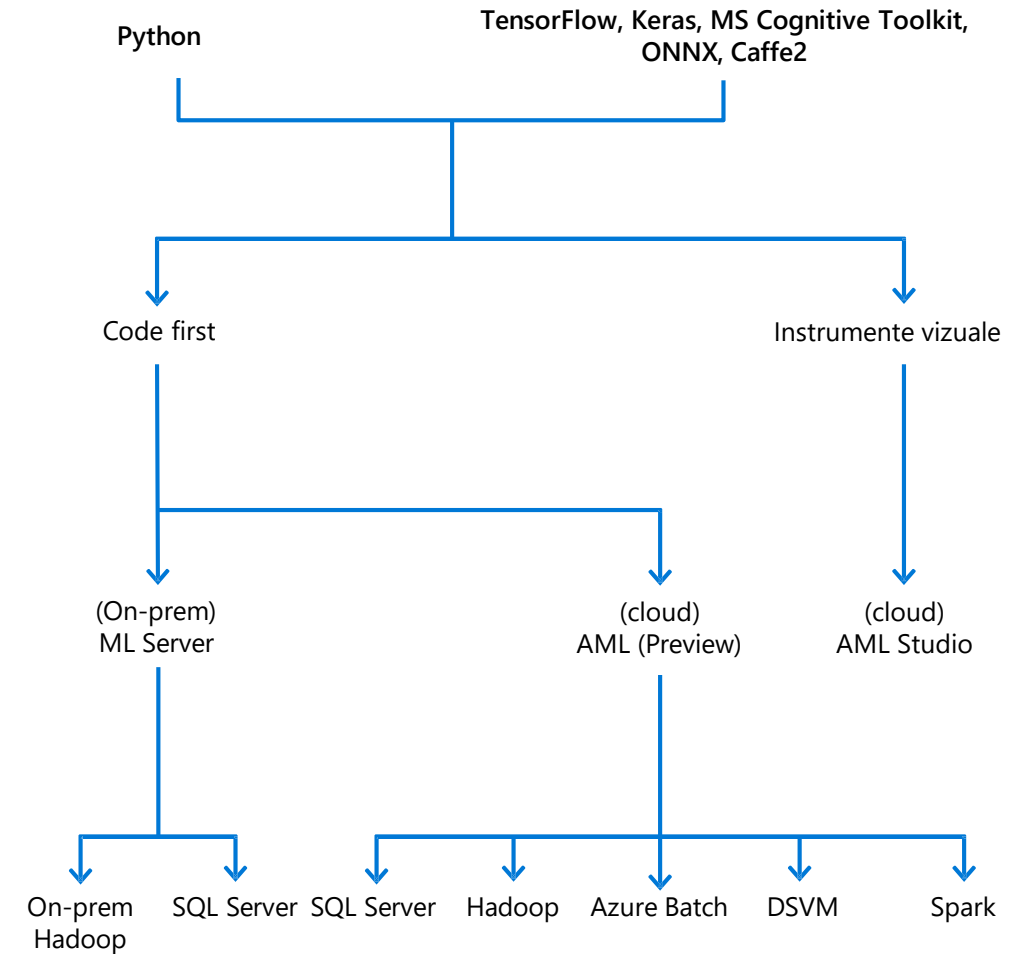 Python
TensorFlow, Keras, MS Cognitive Toolkit,
ONNX, Caffe2
Code first
Instrumente vizuale
(On-prem)
ML Server
(cloud)
AML (Preview)
(cloud)
AML Studio
On-prem
Hadoop
SQL Server
SQL Server
Hadoop
Azure Batch
DSVM
Spark